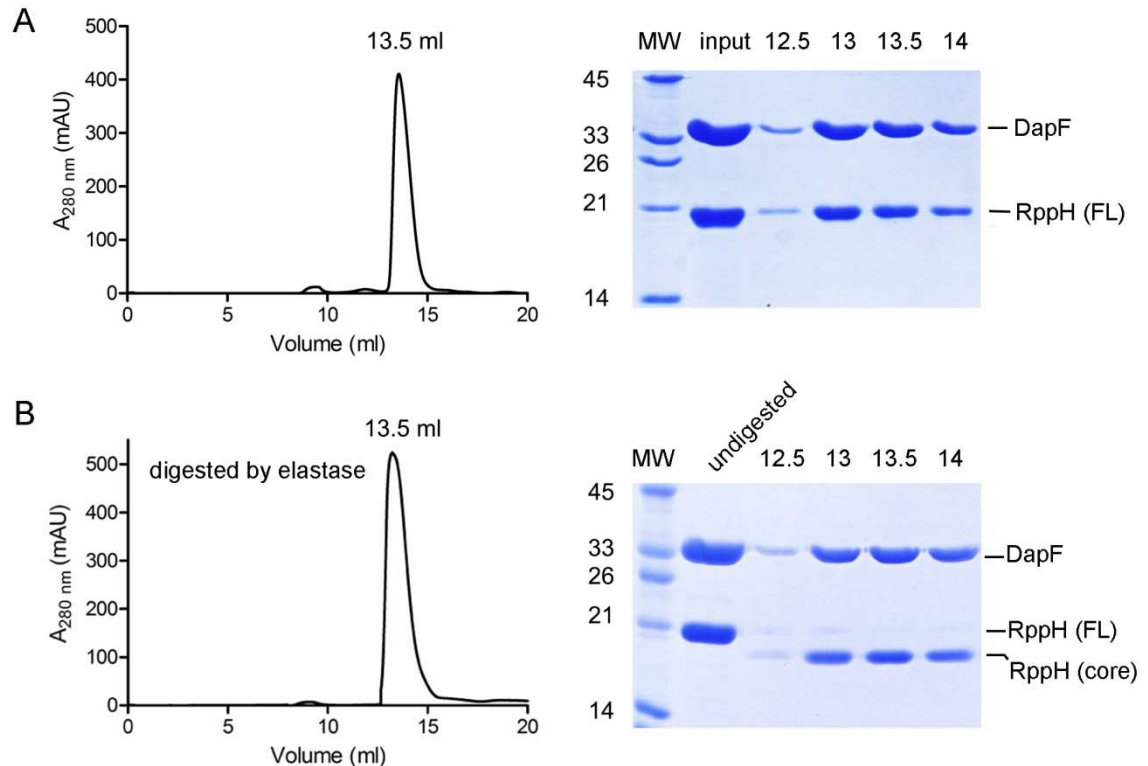 A
500
400
300
200
100
0
A280 nm (mAU)
13.5 ml
0 5 10 15 20
Volume (ml)
MW input 12.5 13 13.5 14
45
33
26
21
14
DapF
RppH (FL)
B
500
400
300
200
100
0
A280 nm (mAU)
13.5 ml
digested by elastase
0 5 10 15 20
Volume (ml)
MW undigested 12.5 13 13.5 14
45
33
26
21
14
DapF
RppH (FL)
RppH (core)